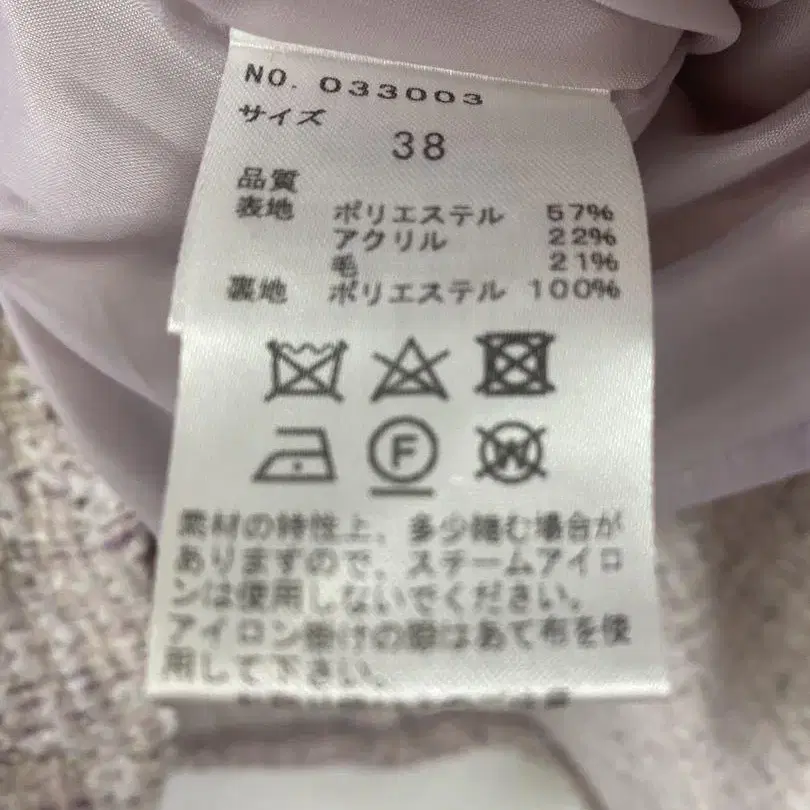 NO. 033003
サイズ
38
品質
表地 ポリエステル 57%
アクリル 22%
毛 21%
裏地 ポリエステル 100%
F
W
素材の特性上、多少縮む場合が
ありますので、スチームアイロ
ンは使用しないでください。
アイロン掛けの際はあて布を使
用して下さい。